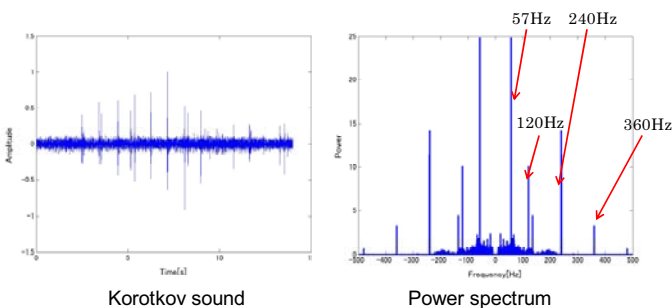 57Hz 240Hz
120Hz 360Hz
1.5
1
0.5
0
-0.5
-1
-1.5
0 5 10 15
Amplitude
Time[s]
25
20
15
10
5
0
-500 -400 -300 -200 -100 0 100 200 300 400 500
Power
Frequency[Hz]
Korotkov sound Power spectrum